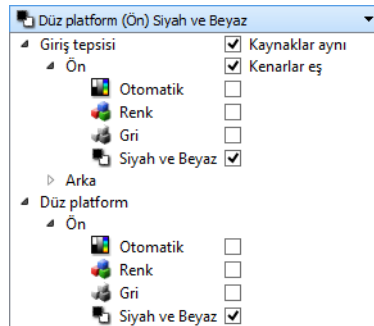 Düz platform (Ön) Siyah ve Beyaz
Giriş tepsisi Kaynaklar aynı
Ön Kenarlar eş
Otomatik
Renk
Gri
Siyah ve Beyaz
Arka
Düz platform
Ön
Otomatik
Renk
Gri
Siyah ve Beyaz